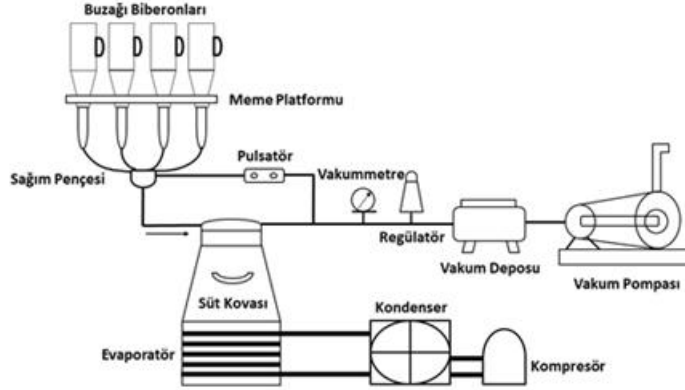 Buzağı Biberonları
Meme Platformu
Pulsatör
Vakummetre
Sağım Pençesi
Regülatör
Vakum Deposu
Vakum Pompası
Süt Kovası
Kondenser
Evaporatör
Kompresör